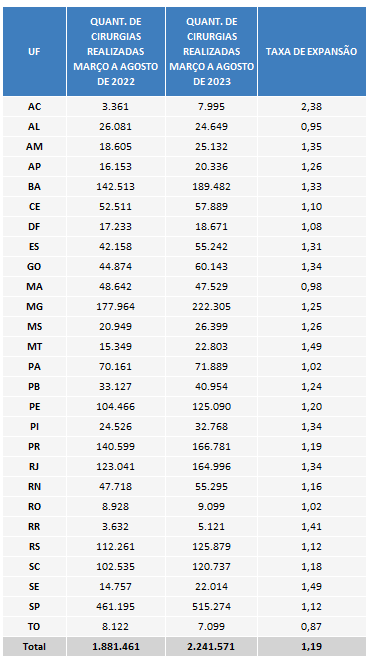 UF
QUANT. DE
CIRURGIAS
REALIZADAS
MARÇO A AGOSTO
DE 2022
QUANT. DE
CIRURGIAS
REALIZADAS
MARÇO A AGOSTO
DE 2023
TAXA DE EXPANSÃO
AC 3.361 7.995 2,38
AL 26.081 24.649 0,95
AM 18.605 25.132 1,35
AP 16.153 20.336 1,26
BA 142.513 189.482 1,33
CE 52.511 57.889 1,10
DF 17.233 18.671 1,08
ES 42.158 55.242 1,31
GO 44.874 60.143 1,34
MA 48.642 47.529 0,98
MG 177.964 222.305 1,25
MS 20.949 26.399 1,26
MT 15.349 22.803 1,49
PA 70.161 71.889 1,02
PB 33.127 40.954 1,24
PE 104.466 125.090 1,20
PI 24.526 32.768 1,34
PR 140.599 166.781 1,19
RJ 123.041 164.996 1,34
RN 47.718 55.295 1,16
RO 8.928 9.099 1,02
RR 3.632 5.121 1,41
RS 112.261 125.879 1,12
SC 102.535 120.737 1,18
SE 14.757 22.014 1,49
SP 461.195 515.274 1,12
TO 8.122 7.099 0,87
Total 1.881.461 2.241.571 1,19